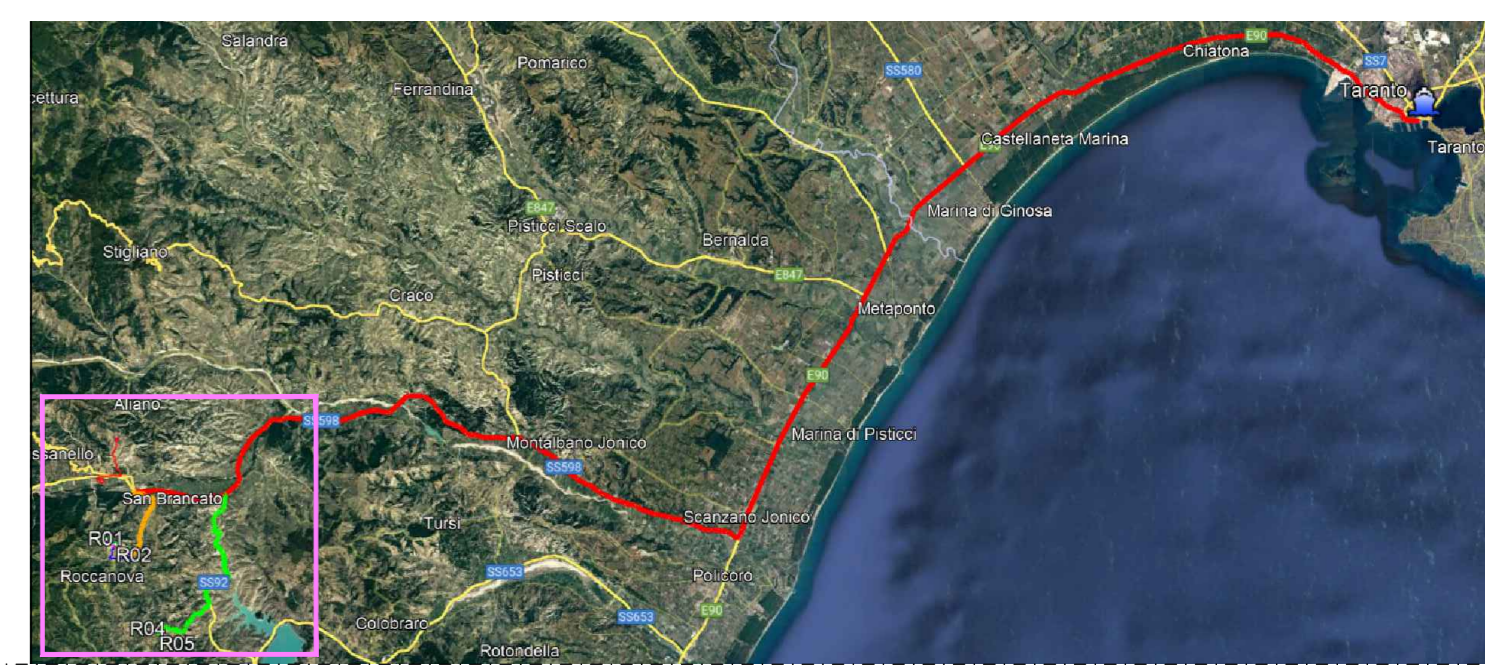 Salandra
E90
Chiatona
Pomarico
SS580
SS7
Ferrandina
Taranto
cettura
Castellaneta Marina
E90
Taranto
E847
Marina di Ginosa
Pisticci Scalo
Bernalda
Stigliano
Pisticci
E847
Craco
Metaponto
E90
Aliano
SS598
Marina di Pisticci
Montalbano Jonico
ssanello
SS598
San Brancato
Scanzano Jonico
Tursi
R01
R02
Roccanova
SS653
Policoro
SS92
E90
SS653
Colobraro
R04
R05
Rotondella